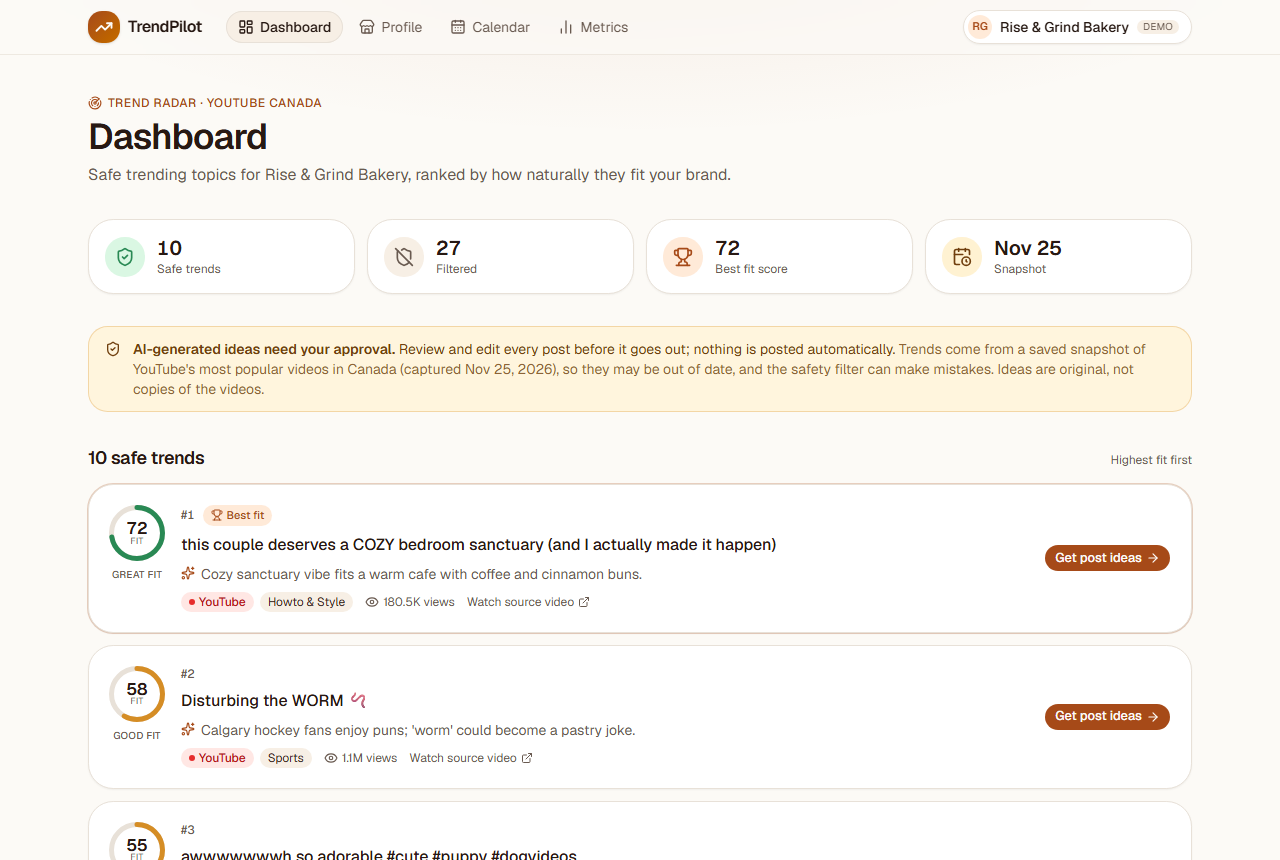 TrendPilot
Dashboard
Profile
Calendar
Metrics
RG
Rise & Grind Bakery
DEMO
TREND RADAR · YOUTUBE CANADA
Dashboard
Safe trending topics for Rise & Grind Bakery, ranked by how naturally they fit your brand.
10
Safe trends
27
Filtered
72
Best fit score
Nov 25
Snapshot
AI-generated ideas need your approval. Review and edit every post before it goes out; nothing is posted automatically. Trends come from a saved snapshot of
YouTube's most popular videos in Canada (captured Nov 25, 2026), so they may be out of date, and the safety filter can make mistakes. Ideas are original, not
copies of the videos.
10 safe trends
Highest fit first
72
FIT
GREAT FIT
#1
Best fit
this couple deserves a COZY bedroom sanctuary (and I actually made it happen)
Cozy sanctuary vibe fits a warm cafe with coffee and cinnamon buns.
YouTube
Howto & Style
180.5K views
Watch source video
Get post ideas
58
FIT
GOOD FIT
#2
Disturbing the WORM
Calgary hockey fans enjoy puns; 'worm' could become a pastry joke.
YouTube
Sports
1.1M views
Watch source video
Get post ideas
55
FIT
#3
awwwwwwwh so adorable #cute #puppy #dogvideos